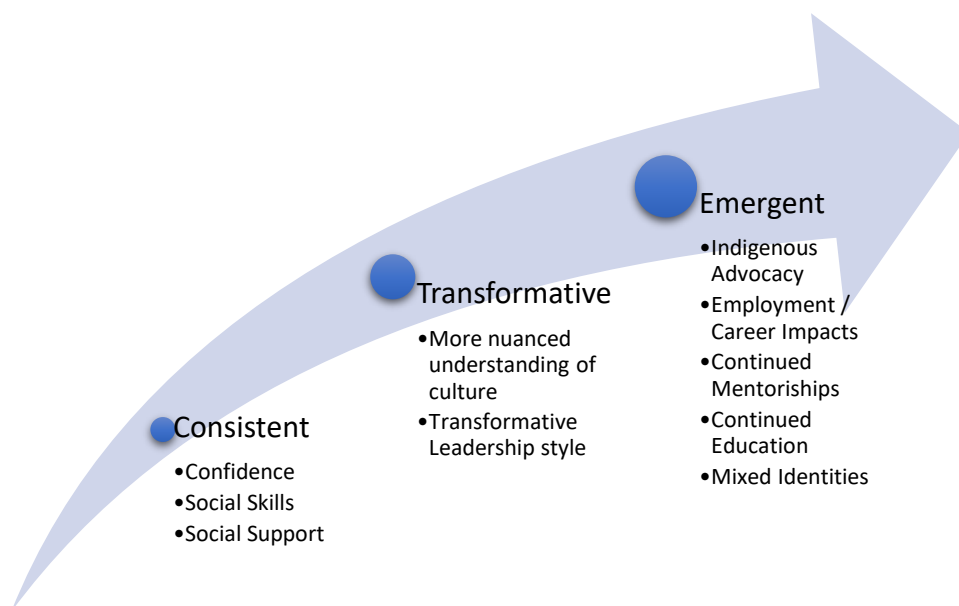 Consistent
•Confidence
•Social Skills
•Social Support
Transformative
•More nuanced
understanding of
culture
•Transformative
Leadership style
Emergent
•Indigenous
Advocacy
•Employment /
Career Impacts
•Continued
Mentoriships
•Continued
Education
•Mixed Identities